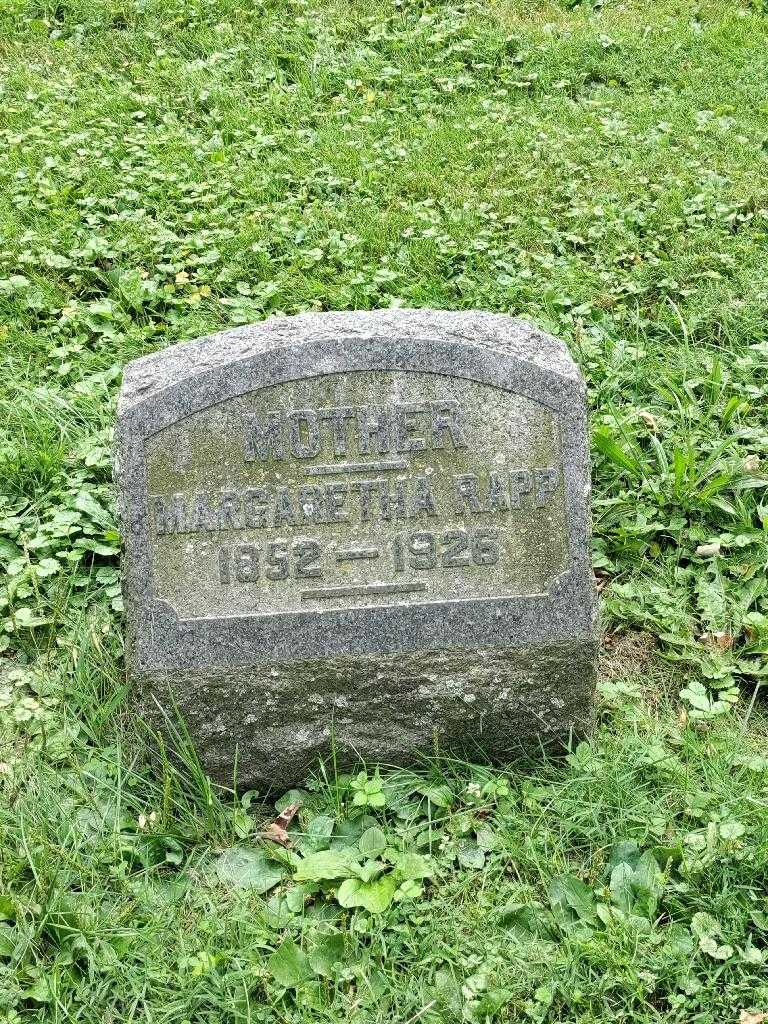 MOTHER
MARGARETHA RAPP
1852 — 1926